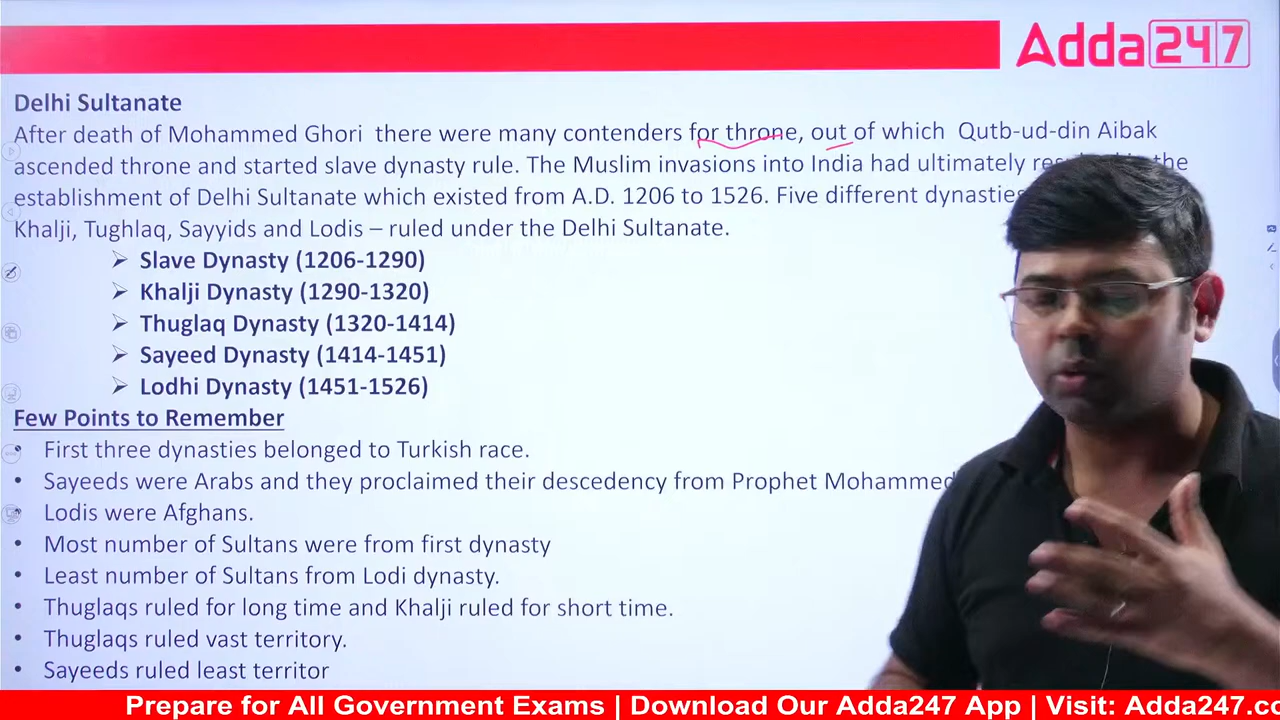 Adda247
Delhi Sultanate
After death of Mohammed Ghori there were many contenders for throne, out of which Qutb-ud-din Aibak
ascended throne and started slave dynasty rule. The Muslim invasions into India had ultimately the
establishment of Delhi Sultanate which existed from A.D. 1206 to 1526. Five different dynasties
Khalji, Tughlaq, Sayyids and Lodis – ruled under the Delhi Sultanate.
➢ Slave Dynasty (1206-1290)
➢ Khalji Dynasty (1290-1320)
➢ Thuglaq Dynasty (1320-1414)
➢ Sayeed Dynasty (1414-1451)
➢ Lodhi Dynasty (1451-1526)
Few Points to Remember
• First three dynasties belonged to Turkish race.
• Sayeeds were Arabs and they proclaimed their descedency from Prophet Mohammed
• Lodis were Afghans.
• Most number of Sultans were from first dynasty
• Least number of Sultans from Lodi dynasty.
• Thuglaqs ruled for long time and Khalji ruled for short time.
• Thuglaqs ruled vast territory.
• Sayeeds ruled least territor
Prepare for All Government Exams | Download Our Adda247 App | Visit: Adda247.co